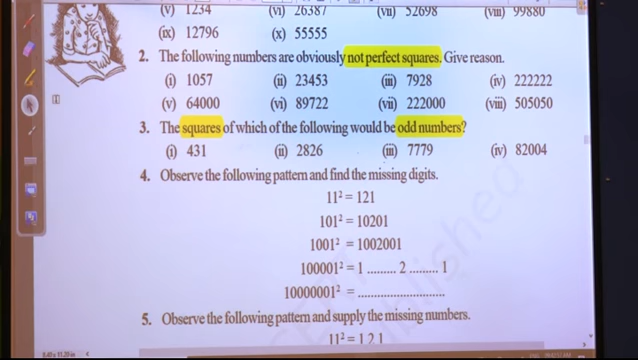 (v) 1234 (vi) 26387 (vii) 52698 (viii) 99880
(ix) 12796 (x) 55555
2. The following numbers are obviously not perfect squares. Give reason.
(i) 1057 (ii) 23453 (iii) 7928 (iv) 222222
(v) 64000 (vi) 89722 (vii) 222000 (viii) 505050
3. The squares of which of the following would be odd numbers?
(i) 431 (ii) 2826 (iii) 7779 (iv) 82004
4. Observe the following pattern and find the missing digits.
11² = 121
101² = 10201
1001² = 1002001
100001² = 1 ......... 2 ......... 1
10000001² = ...........................
5. Observe the following pattern and supply the missing numbers.
11² = 1 2 1